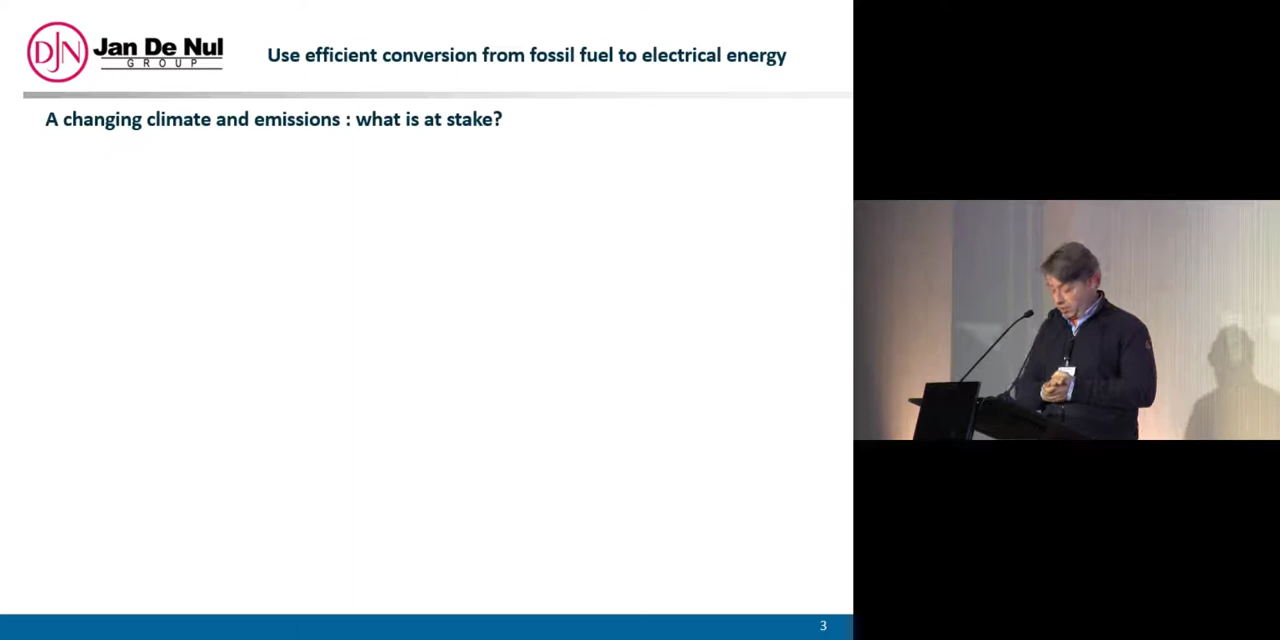 DJN
Jan De Nul
GROUP
Use efficient conversion from fossil fuel to electrical energy
A changing climate and emissions : what is at stake?
3